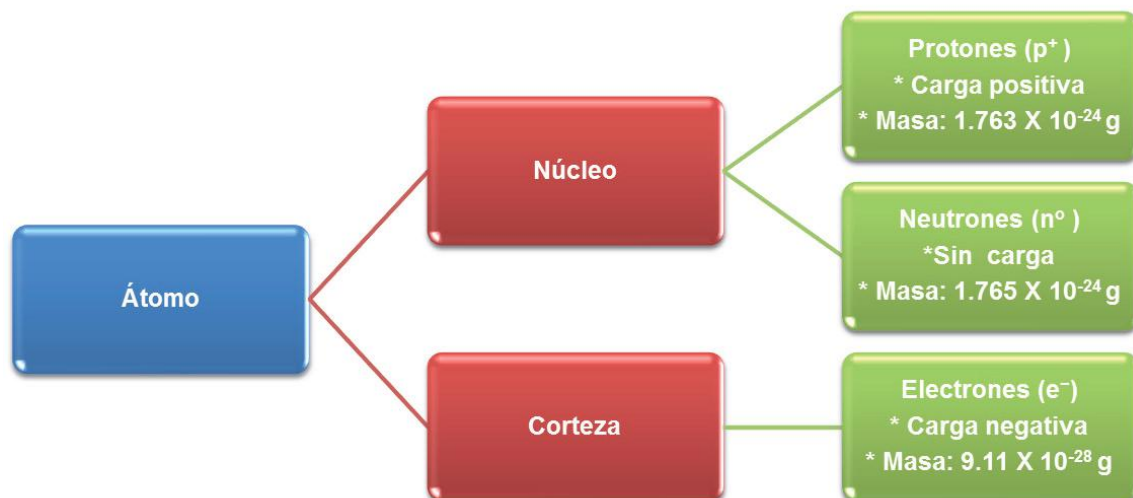 Átomo
Núcleo
Corteza
Protones (p⁺ )
* Carga positiva
* Masa: 1.763 X 10⁻²⁴ g
Neutrones (nº )
*Sin  carga
* Masa: 1.765 X 10⁻²⁴ g
Electrones (e⁻)
* Carga negativa
* Masa: 9.11 X 10⁻²⁸ g